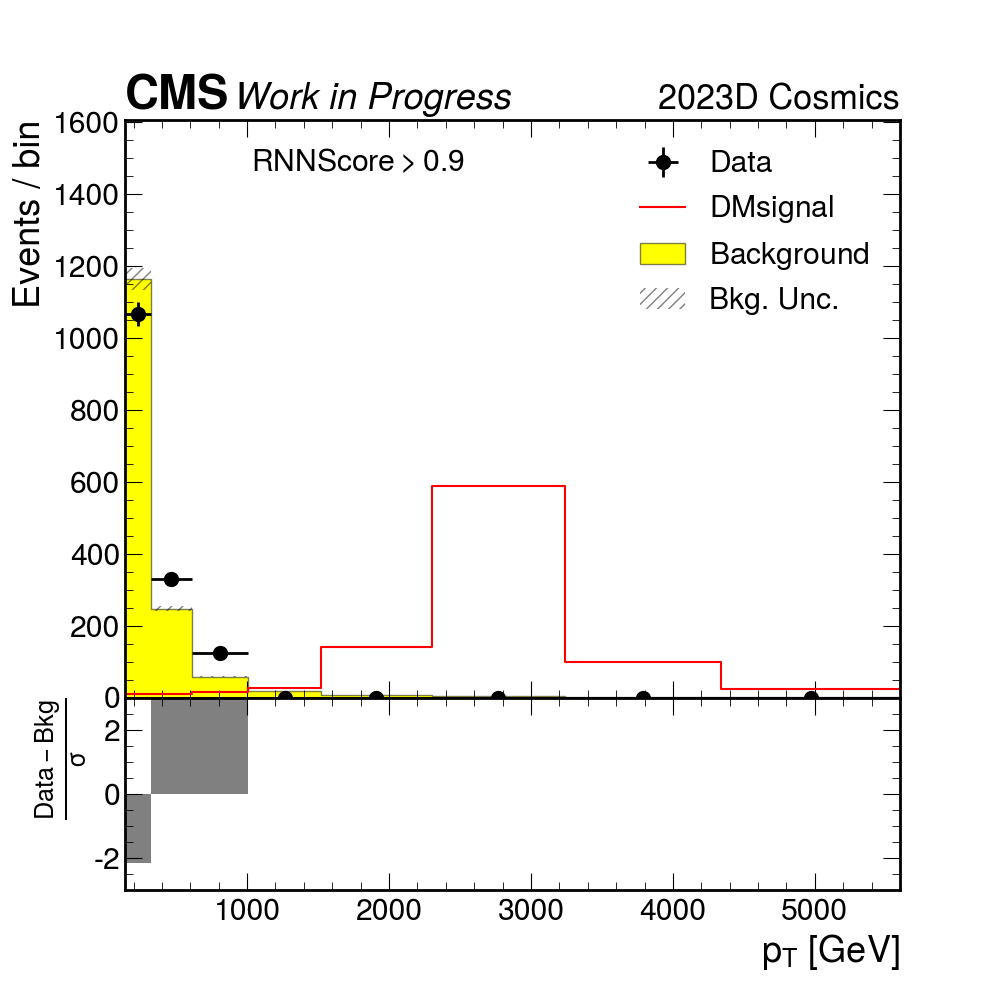 CMS Work in Progress 2023D Cosmics
Events / bin
1600
1400
1200
1000
800
600
400
200
0
RNNScore > 0.9
Data
DMsignal
Background
Bkg. Unc.
Data − Bkg
σ
2
0
-2
1000 2000 3000 4000 5000
pT [GeV]